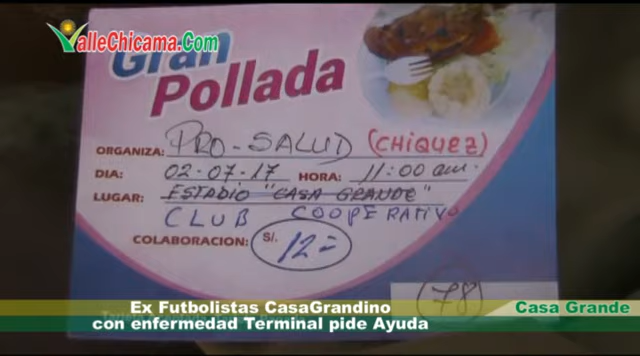 ValleChicama.Com
Gran
Pollada
ORGANIZA: PRO-SALUD (CHIQUEZ)
DIA: 02-07-17 HORA: 11:00 am.
LUGAR: ESTADIO "CASA GRANDE"
CLUB COOPERATIVO
COLABORACION: S/. 12=
78
Ex Futbolistas CasaGrandino
con enfermedad Terminal pide Ayuda
Casa Grande